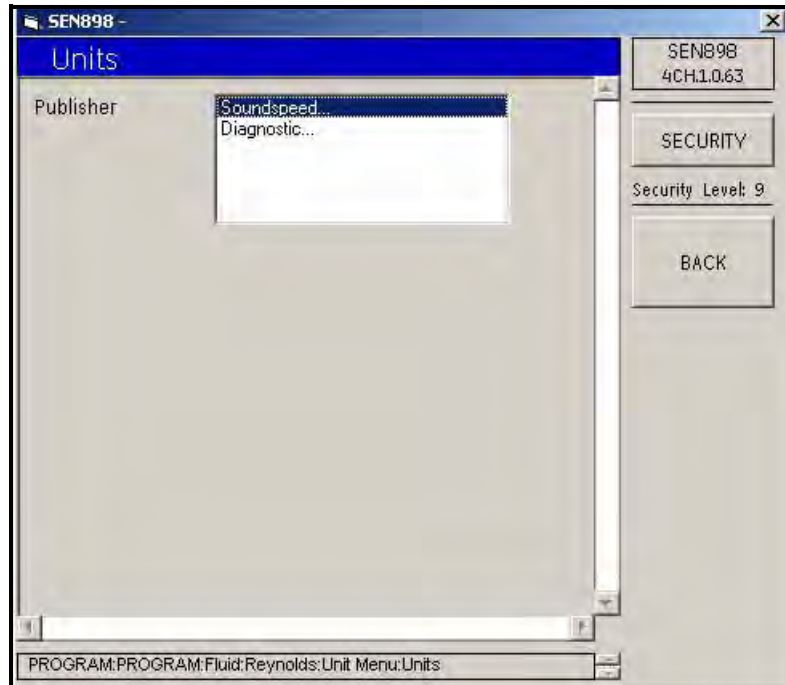 SEN898 -
Units
Publisher
Soundspeed...
Diagnostic...
SEN898
4CH.1.0.63
SECURITY
Security Level: 9
BACK
PROGRAM:PROGRAM:Fluid:Reynolds:Unit Menu:Units